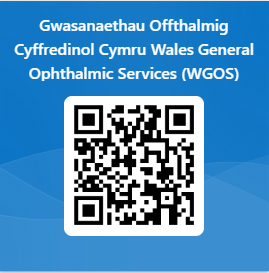 Gwasanaethau Offthalmig
Cyffredinol Cymru Wales General
Ophthalmic Services (WGOS)